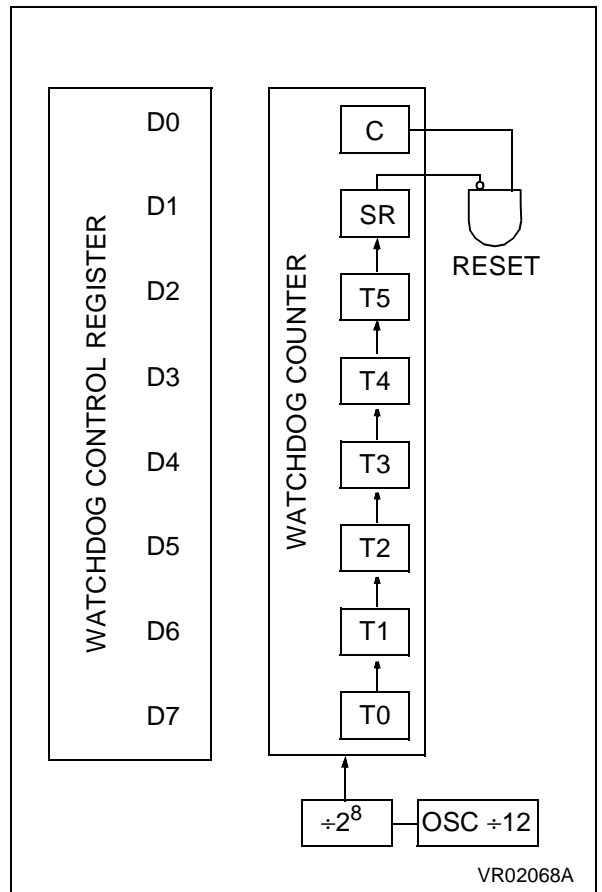 WATCHDOG CONTROL REGISTER
D0
D1
D2
D3
D4
D5
D6
D7
WATCHDOG COUNTER
C
SR
T5
T4
T3
T2
T1
T0
RESET
÷2⁸
OSC ÷12
VR02068A